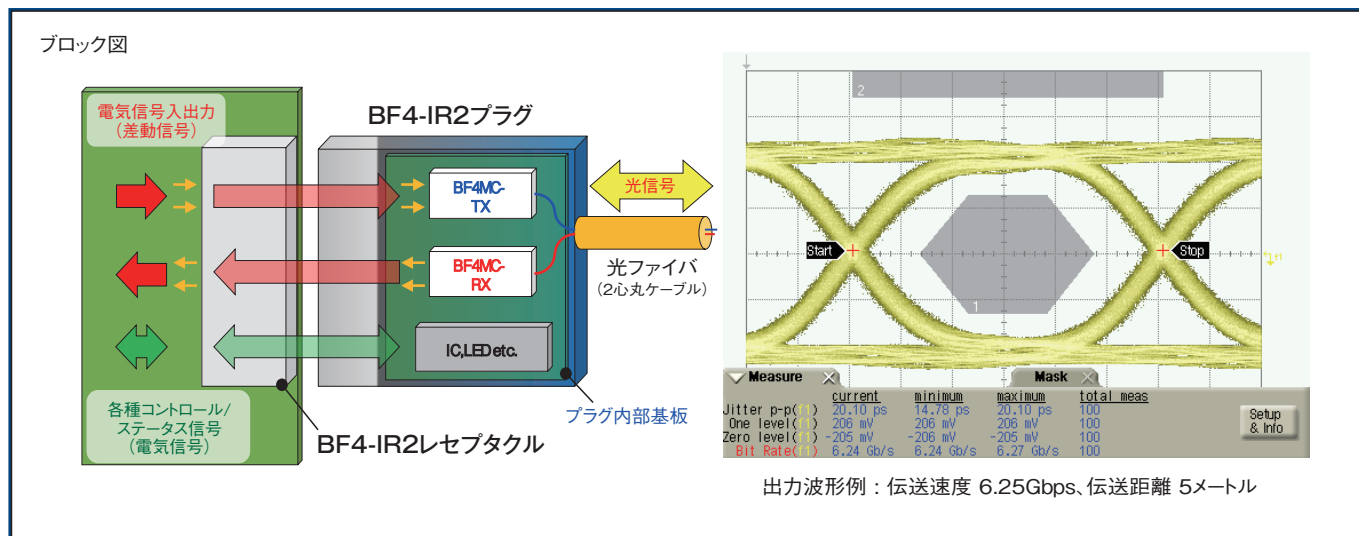 ブロック図
電気信号入出力
(差動信号)
BF4-IR2プラグ
BF4MC-
TX
BF4MC-
RX
IC,LED etc.
光信号
光ファイバ
(2心丸ケーブル)
プラグ内部基板
各種コントロール/
ステータス信号
(電気信号)
BF4-IR2レセプタクル
2
Start
Stop
1
f1
Measure
Mask
current minimum maximum total meas
Jitter p-p(f1) 20.10 ps 14.78 ps 20.10 ps 100
One level(f1) 206 mV 206 mV 206 mV 100
Zero level(f1) -205 mV -206 mV -205 mV 100
Bit Rate(f1) 6.24 Gb/s 6.24 Gb/s 6.27 Gb/s 100
Setup
& Info
出力波形例 : 伝送速度 6.25Gbps、伝送距離 5メートル